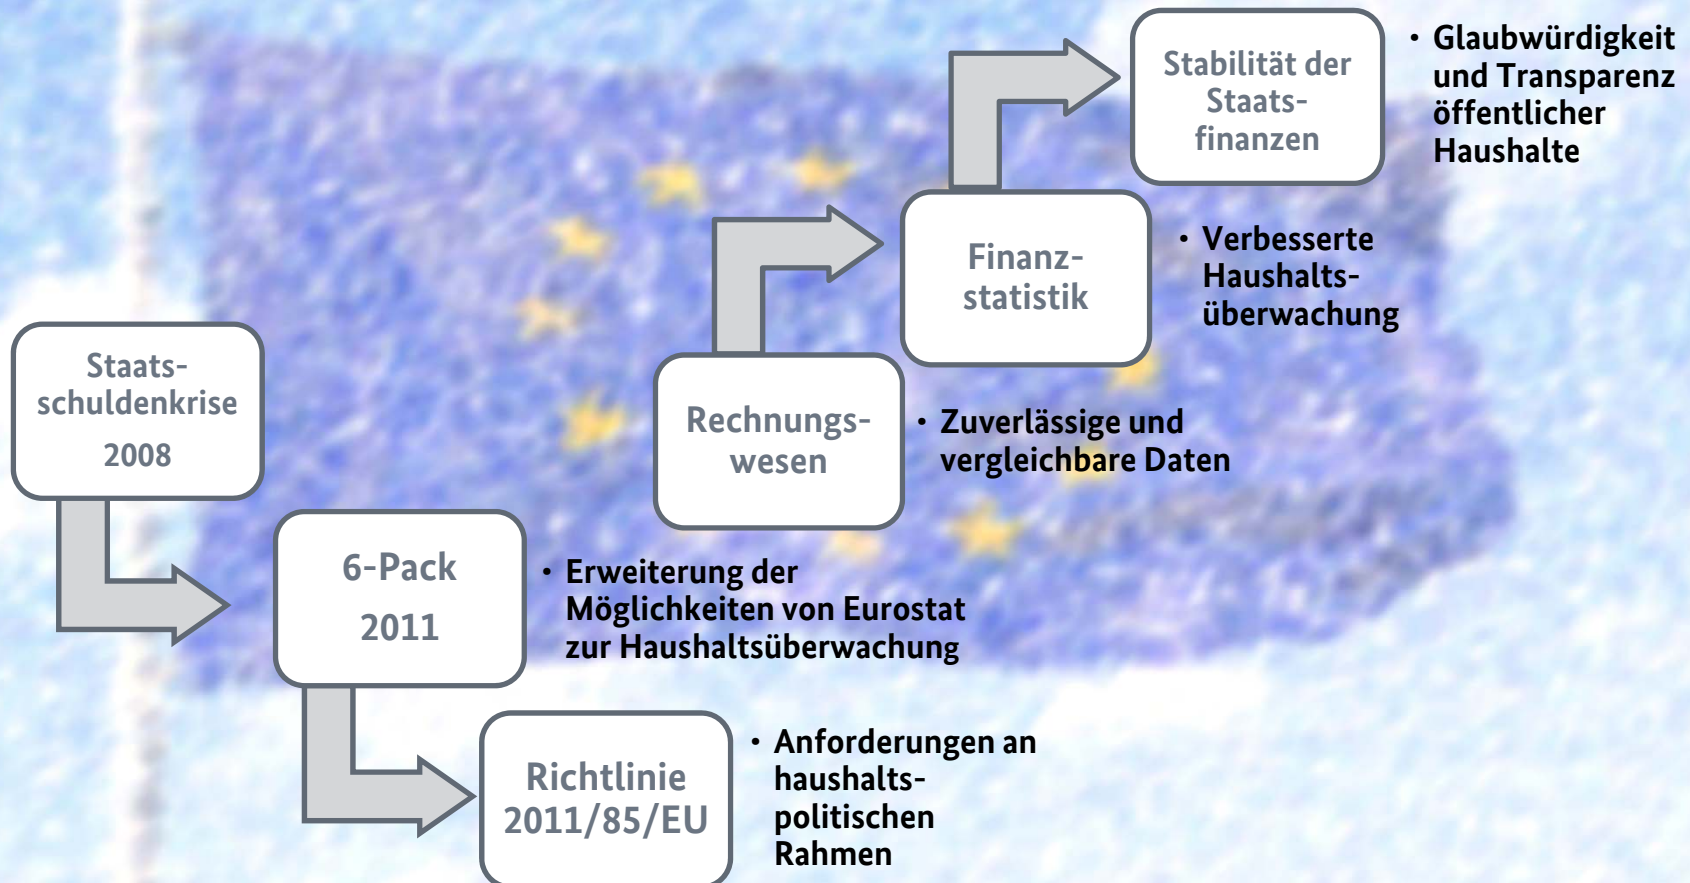 Staats-
schuldenkrise
2008
6-Pack
2011
• Erweiterung der
Möglichkeiten von Eurostat
zur Haushaltsüberwachung
Richtlinie
2011/85/EU
• Anforderungen an
haushalts-
politischen
Rahmen
Rechnungs-
wesen
• Zuverlässige und
vergleichbare Daten
Finanz-
statistik
• Verbesserte
Haushalts-
überwachung
Stabilität der
Staats-
finanzen
• Glaubwürdigkeit
und Transparenz
öffentlicher
Haushalte